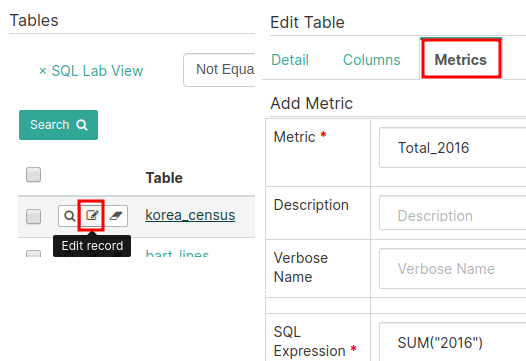 Tables
× SQL Lab View
Not Equa
Search
Table
korea_census
Edit record
bart_lines
Edit Table
Detail
Columns
Metrics
Add Metric
Metric *
Total_2016
Description
Description
Verbose
Name
Verbose Name
SQL
Expression *
SUM("2016")